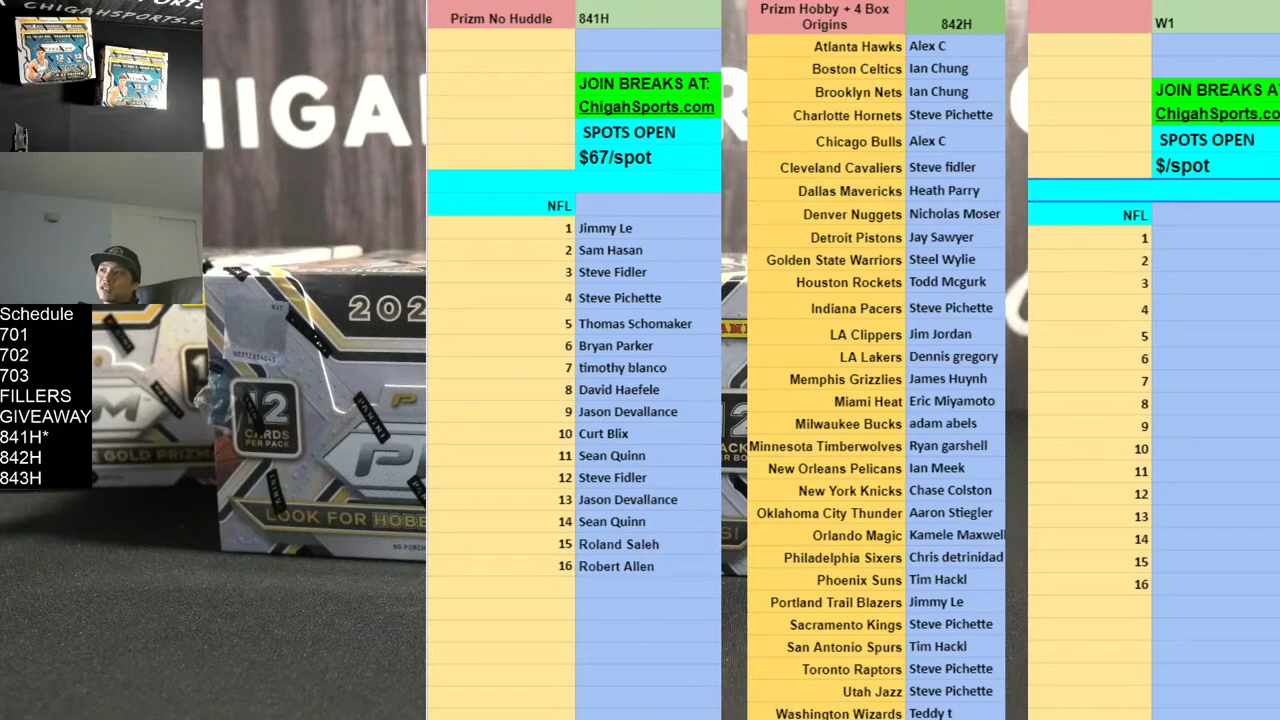 CHIGAHSPORTS.COM
Schedule
701
702
703
FILLERS
GIVEAWAY
841H*
842H
843H
12
CARDS
PER PACK
LOOK FOR HOBB
NO PURCH
GOLD PRIZM
Prizm No Huddle 841H
JOIN BREAKS AT:
ChigahSports.com
SPOTS OPEN
$67/spot
NFL
1 Jimmy Le
2 Sam Hasan
3 Steve Fidler
4 Steve Pichette
5 Thomas Schomaker
6 Bryan Parker
7 timothy blanco
8 David Haefele
9 Jason Devallance
10 Curt Blix
11 Sean Quinn
12 Steve Fidler
13 Jason Devallance
14 Sean Quinn
15 Roland Saleh
16 Robert Allen
Prizm Hobby + 4 Box
Origins 842H
Atlanta Hawks Alex C
Boston Celtics Ian Chung
Brooklyn Nets Ian Chung
Charlotte Hornets Steve Pichette
Chicago Bulls Alex C
Cleveland Cavaliers Steve fidler
Dallas Mavericks Heath Parry
Denver Nuggets Nicholas Moser
Detroit Pistons Jay Sawyer
Golden State Warriors Steel Wylie
Houston Rockets Todd Mcgurk
Indiana Pacers Steve Pichette
LA Clippers Jim Jordan
LA Lakers Dennis gregory
Memphis Grizzlies James Huynh
Miami Heat Eric Miyamoto
Milwaukee Bucks adam abels
Minnesota Timberwolves Ryan garshell
New Orleans Pelicans Ian Meek
New York Knicks Chase Colston
Oklahoma City Thunder Aaron Stiegler
Orlando Magic Kamele Maxwell
Philadelphia Sixers Chris detrinidad
Phoenix Suns Tim Hackl
Portland Trail Blazers Jimmy Le
Sacramento Kings Steve Pichette
San Antonio Spurs Tim Hackl
Toronto Raptors Steve Pichette
Utah Jazz Steve Pichette
Washington Wizards Teddy t
W1
JOIN BREAKS A
ChigahSports.co
SPOTS OPEN
$/spot
NFL
1
2
3
4
5
6
7
8
9
10
11
12
13
14
15
16